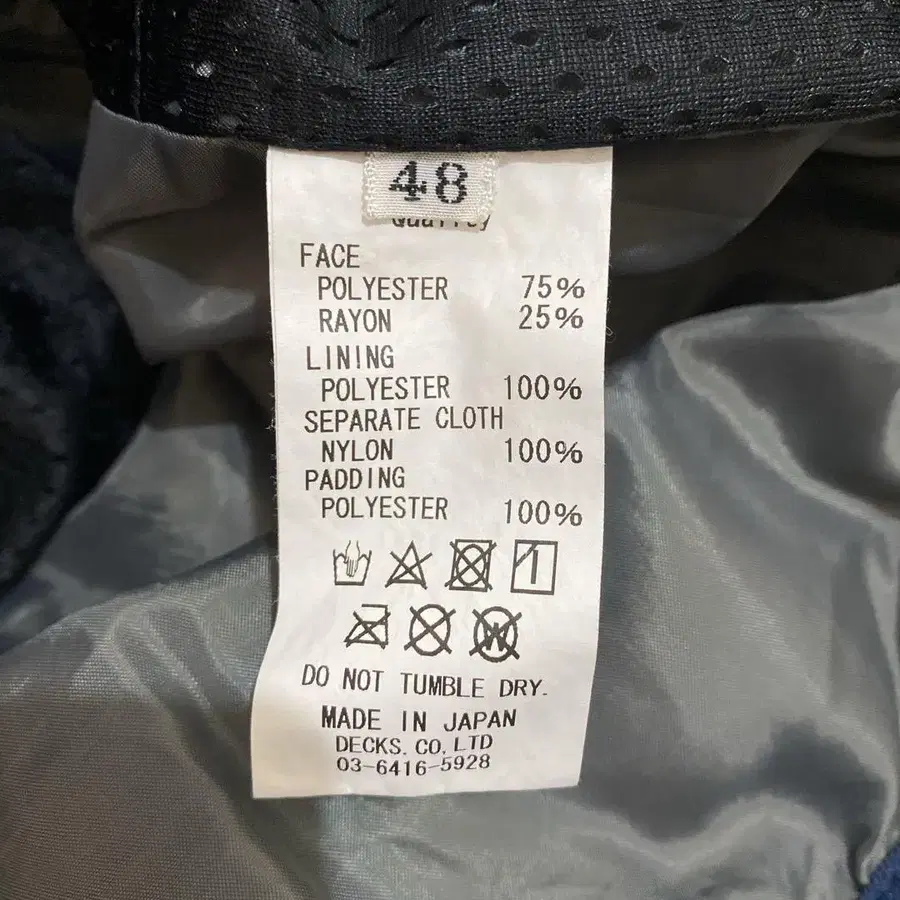 48
Quality
FACE
POLYESTER 75%
RAYON 25%
LINING
POLYESTER 100%
SEPARATE CLOTH
NYLON 100%
PADDING
POLYESTER 100%
W
DO NOT TUMBLE DRY.
MADE IN JAPAN
DECKS. CO, LTD
03-6416-5928